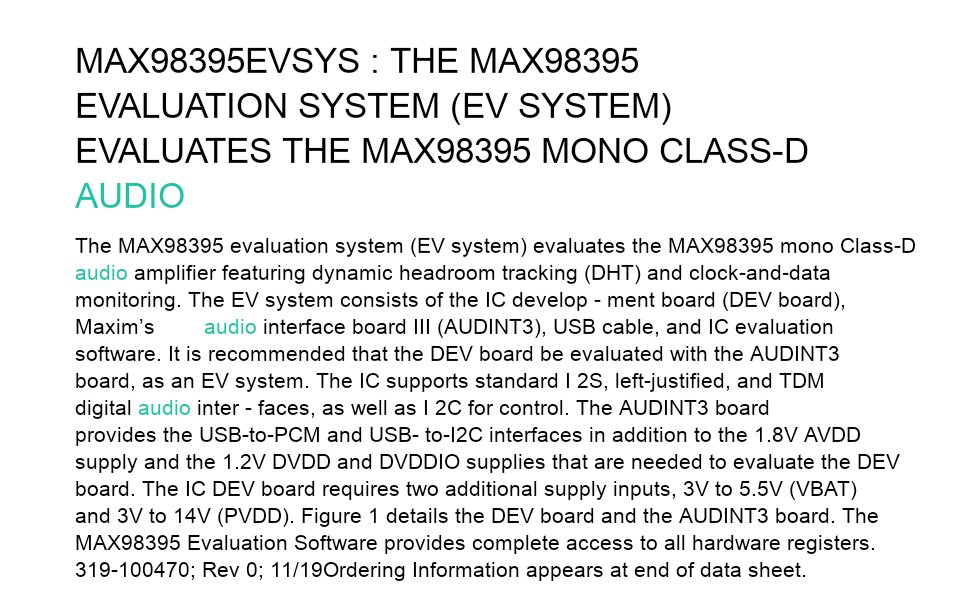 MAX98395EVSYS : THE MAX98395
EVALUATION SYSTEM (EV SYSTEM)
EVALUATES THE MAX98395 MONO CLASS-D
AUDIO
The MAX98395 evaluation system (EV system) evaluates the MAX98395 mono Class-D
audio amplifier featuring dynamic headroom tracking (DHT) and clock-and-data
monitoring. The EV system consists of the IC develop - ment board (DEV board),
Maxim’s audio interface board III (AUDINT3), USB cable, and IC evaluation
software. It is recommended that the DEV board be evaluated with the AUDINT3
board, as an EV system. The IC supports standard I 2S, left-justified, and TDM
digital audio inter - faces, as well as I 2C for control. The AUDINT3 board
provides the USB-to-PCM and USB- to-I2C interfaces in addition to the 1.8V AVDD
supply and the 1.2V DVDD and DVDDIO supplies that are needed to evaluate the DEV
board. The IC DEV board requires two additional supply inputs, 3V to 5.5V (VBAT)
and 3V to 14V (PVDD). Figure 1 details the DEV board and the AUDINT3 board. The
MAX98395 Evaluation Software provides complete access to all hardware registers.
319-100470; Rev 0; 11/19Ordering Information appears at end of data sheet.